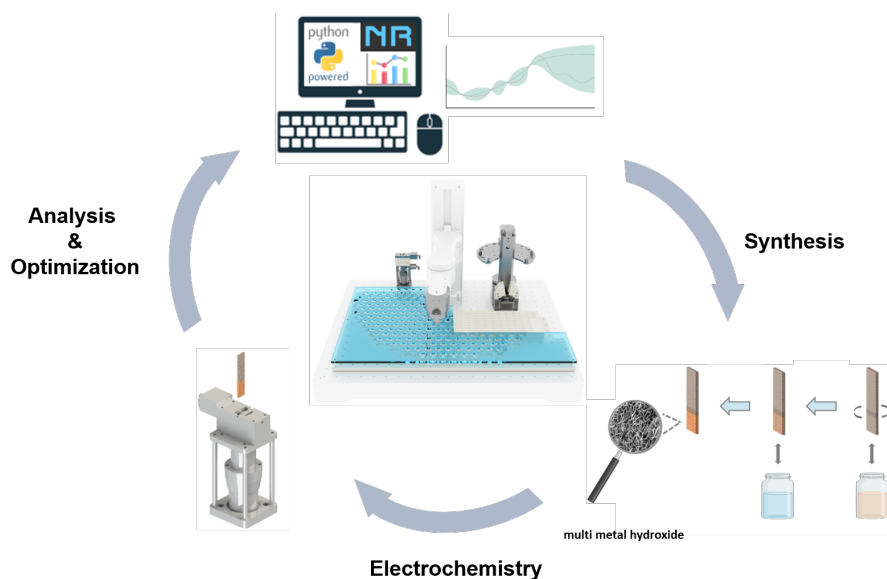 python
powered
NR
Analysis
&
Optimization
Synthesis
multi metal hydroxide
Electrochemistry